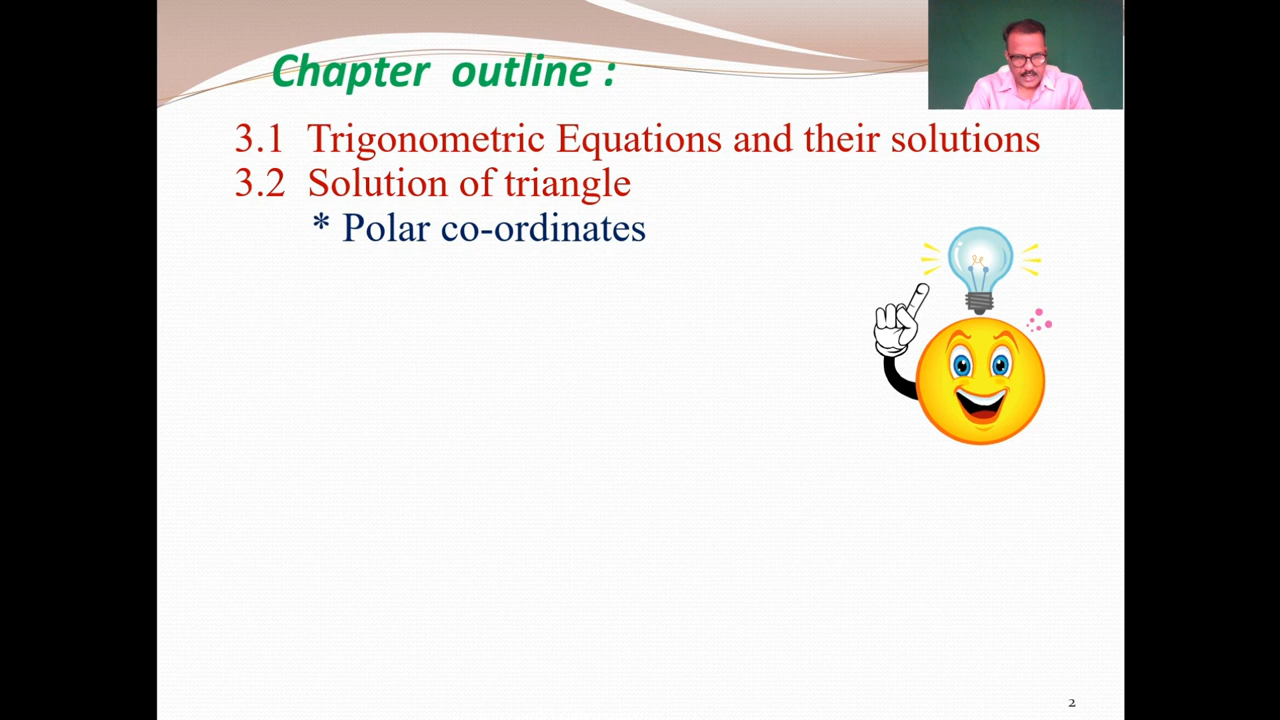 Chapter outline :
3.1 Trigonometric Equations and their solutions
3.2 Solution of triangle
* Polar co-ordinates
2